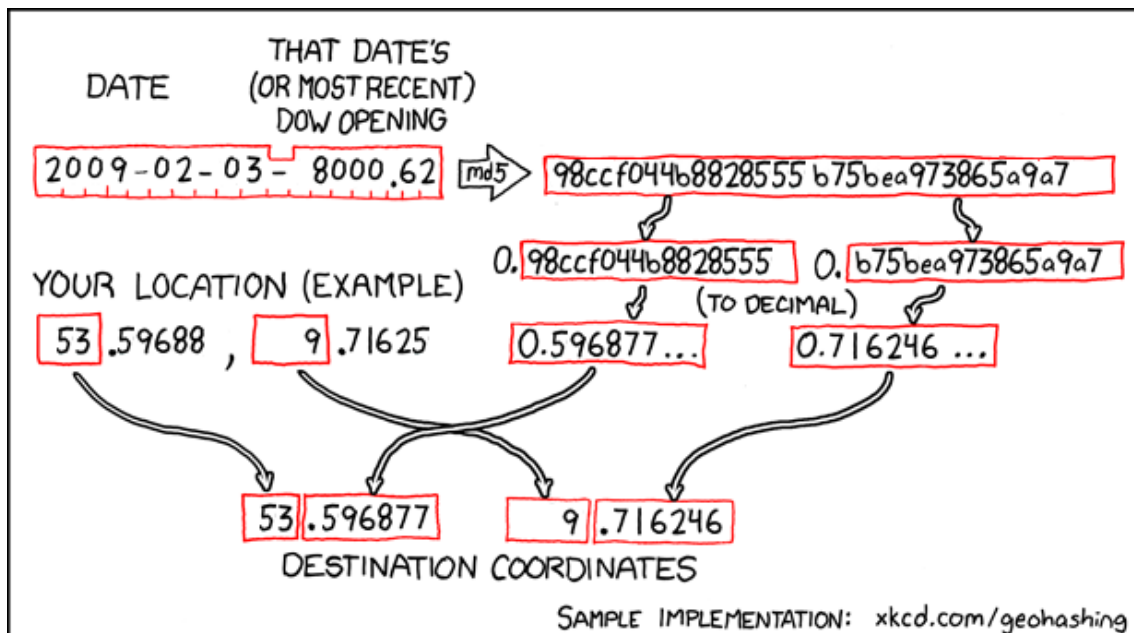 DATE
THAT DATE'S
(OR MOST RECENT)
DOW OPENING
2009-02-03- 8000.62
md5
98ccf044b8828555b75bea973865a9a7
0.98ccf044b8828555 0.b75bea973865a9a7
(TO DECIMAL)
YOUR LOCATION (EXAMPLE)
53.59688, 9.71625
0.596877... 0.716246...
53.596877 9.716246
DESTINATION COORDINATES
SAMPLE IMPLEMENTATION: xkcd.com/geohashing